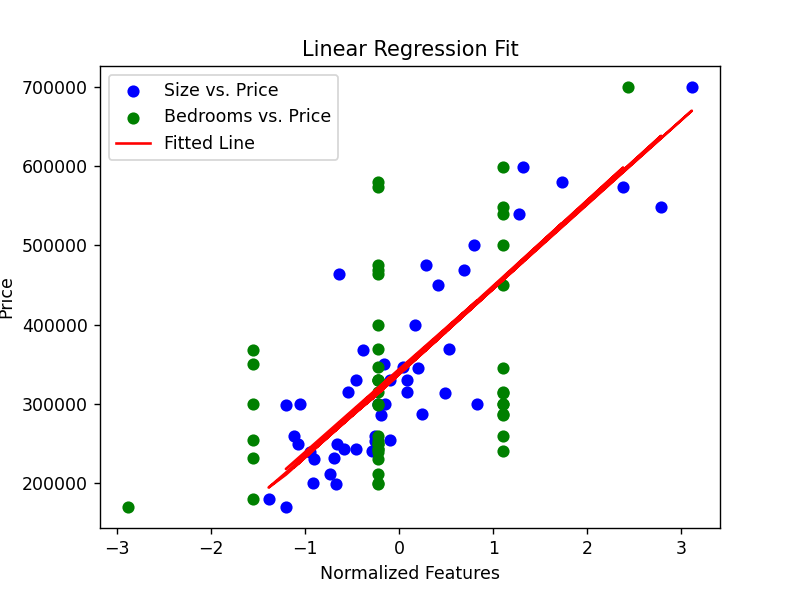 Linear Regression Fit
Size vs. Price
Bedrooms vs. Price
Fitted Line
700000
600000
500000
400000
300000
200000
Price
−3
−2
−1
0
1
2
3
Normalized Features